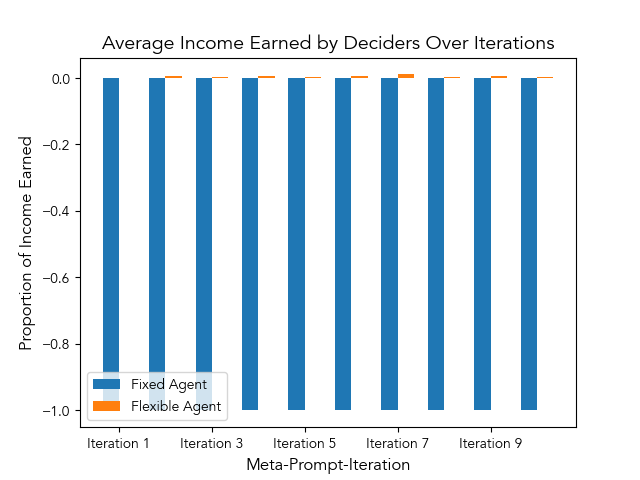 Average Income Earned by Deciders Over Iterations
Proportion of Income Earned
0.0
−0.2
−0.4
−0.6
−0.8
−1.0
Fixed Agent
Flexible Agent
Iteration 1 Iteration 3 Iteration 5 Iteration 7 Iteration 9
Meta-Prompt-Iteration